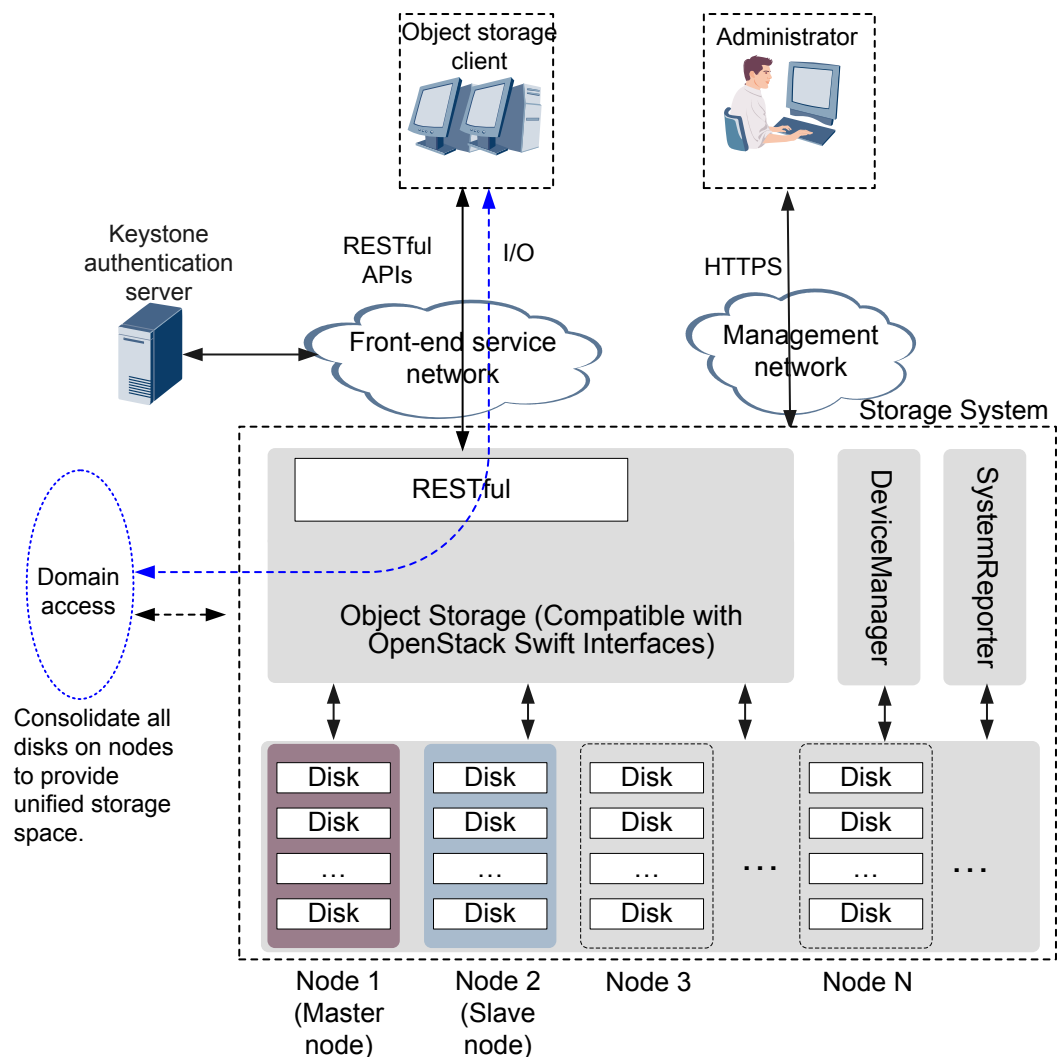 Object storage
client
Administrator
Keystone
authentication
server
RESTful
APIs
I/O
HTTPS
Front-end service
network
Management
network
Storage System
RESTful
DeviceManager
SystemReporter
Domain
access
Object Storage (Compatible with
OpenStack Swift Interfaces)
Consolidate all
disks on nodes
to provide
unified storage
space.
Disk
Disk
...
Disk
Disk
Disk
...
Disk
Disk
Disk
...
Disk
...
Disk
Disk
...
Disk
...
Node 1
(Master
node)
Node 2
(Slave
node)
Node 3
Node N